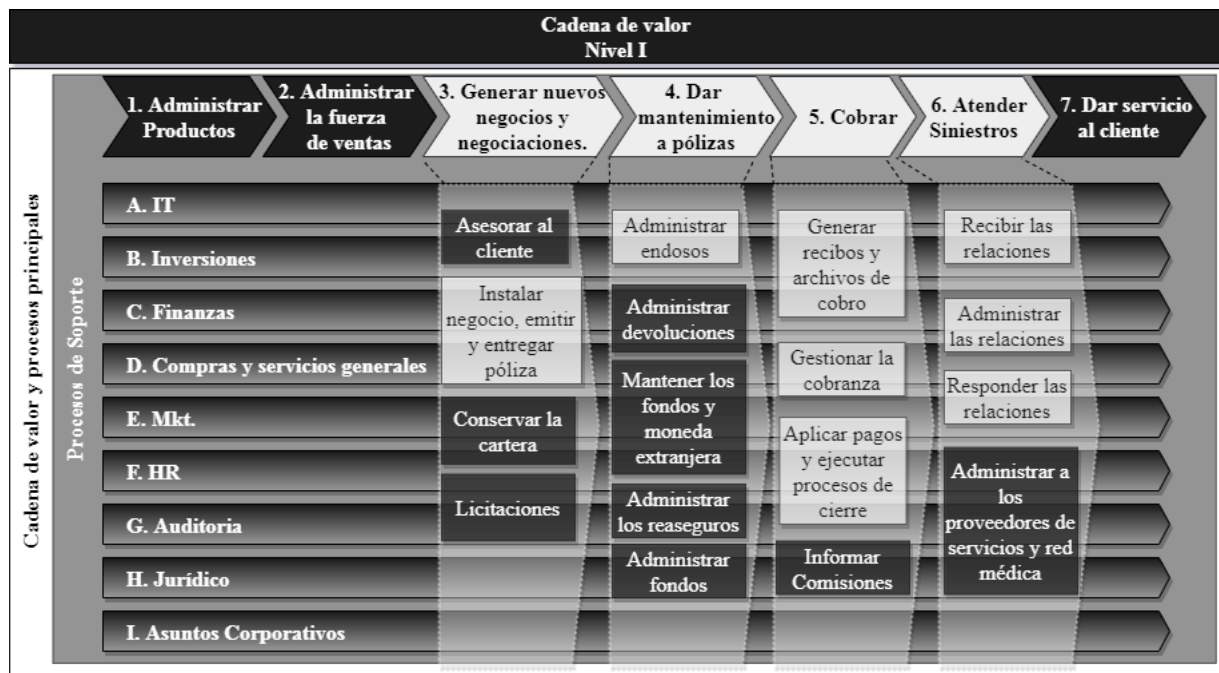 Cadena de valor
Nivel I
Cadena de valor y procesos principales
Procesos de Soporte
1. Administrar
Productos
2. Administrar
la fuerza
de ventas
3. Generar nuevos
negocios y
negociaciones.
4. Dar
mantenimiento
a pólizas
5. Cobrar
6. Atender
Siniestros
7. Dar servicio
al cliente
A. IT
B. Inversiones
C. Finanzas
D. Compras y servicios generales
E. Mkt.
F. HR
G. Auditoria
H. Jurídico
I. Asuntos Corporativos
Asesorar al
cliente
Instalar
negocio, emitir
y entregar
póliza
Conservar la
cartera
Licitaciones
Administrar
endosos
Administrar
devoluciones
Mantener los
fondos y
moneda
extranjera
Administrar
los reaseguros
Administrar
fondos
Generar
recibos y
archivos de
cobro
Gestionar la
cobranza
Aplicar pagos
y ejecutar
procesos de
cierre
Informar
Comisiones
Recibir las
relaciones
Administrar
las relaciones
Responder las
relaciones
Administrar a
los
proveedores de
servicios y red
médica